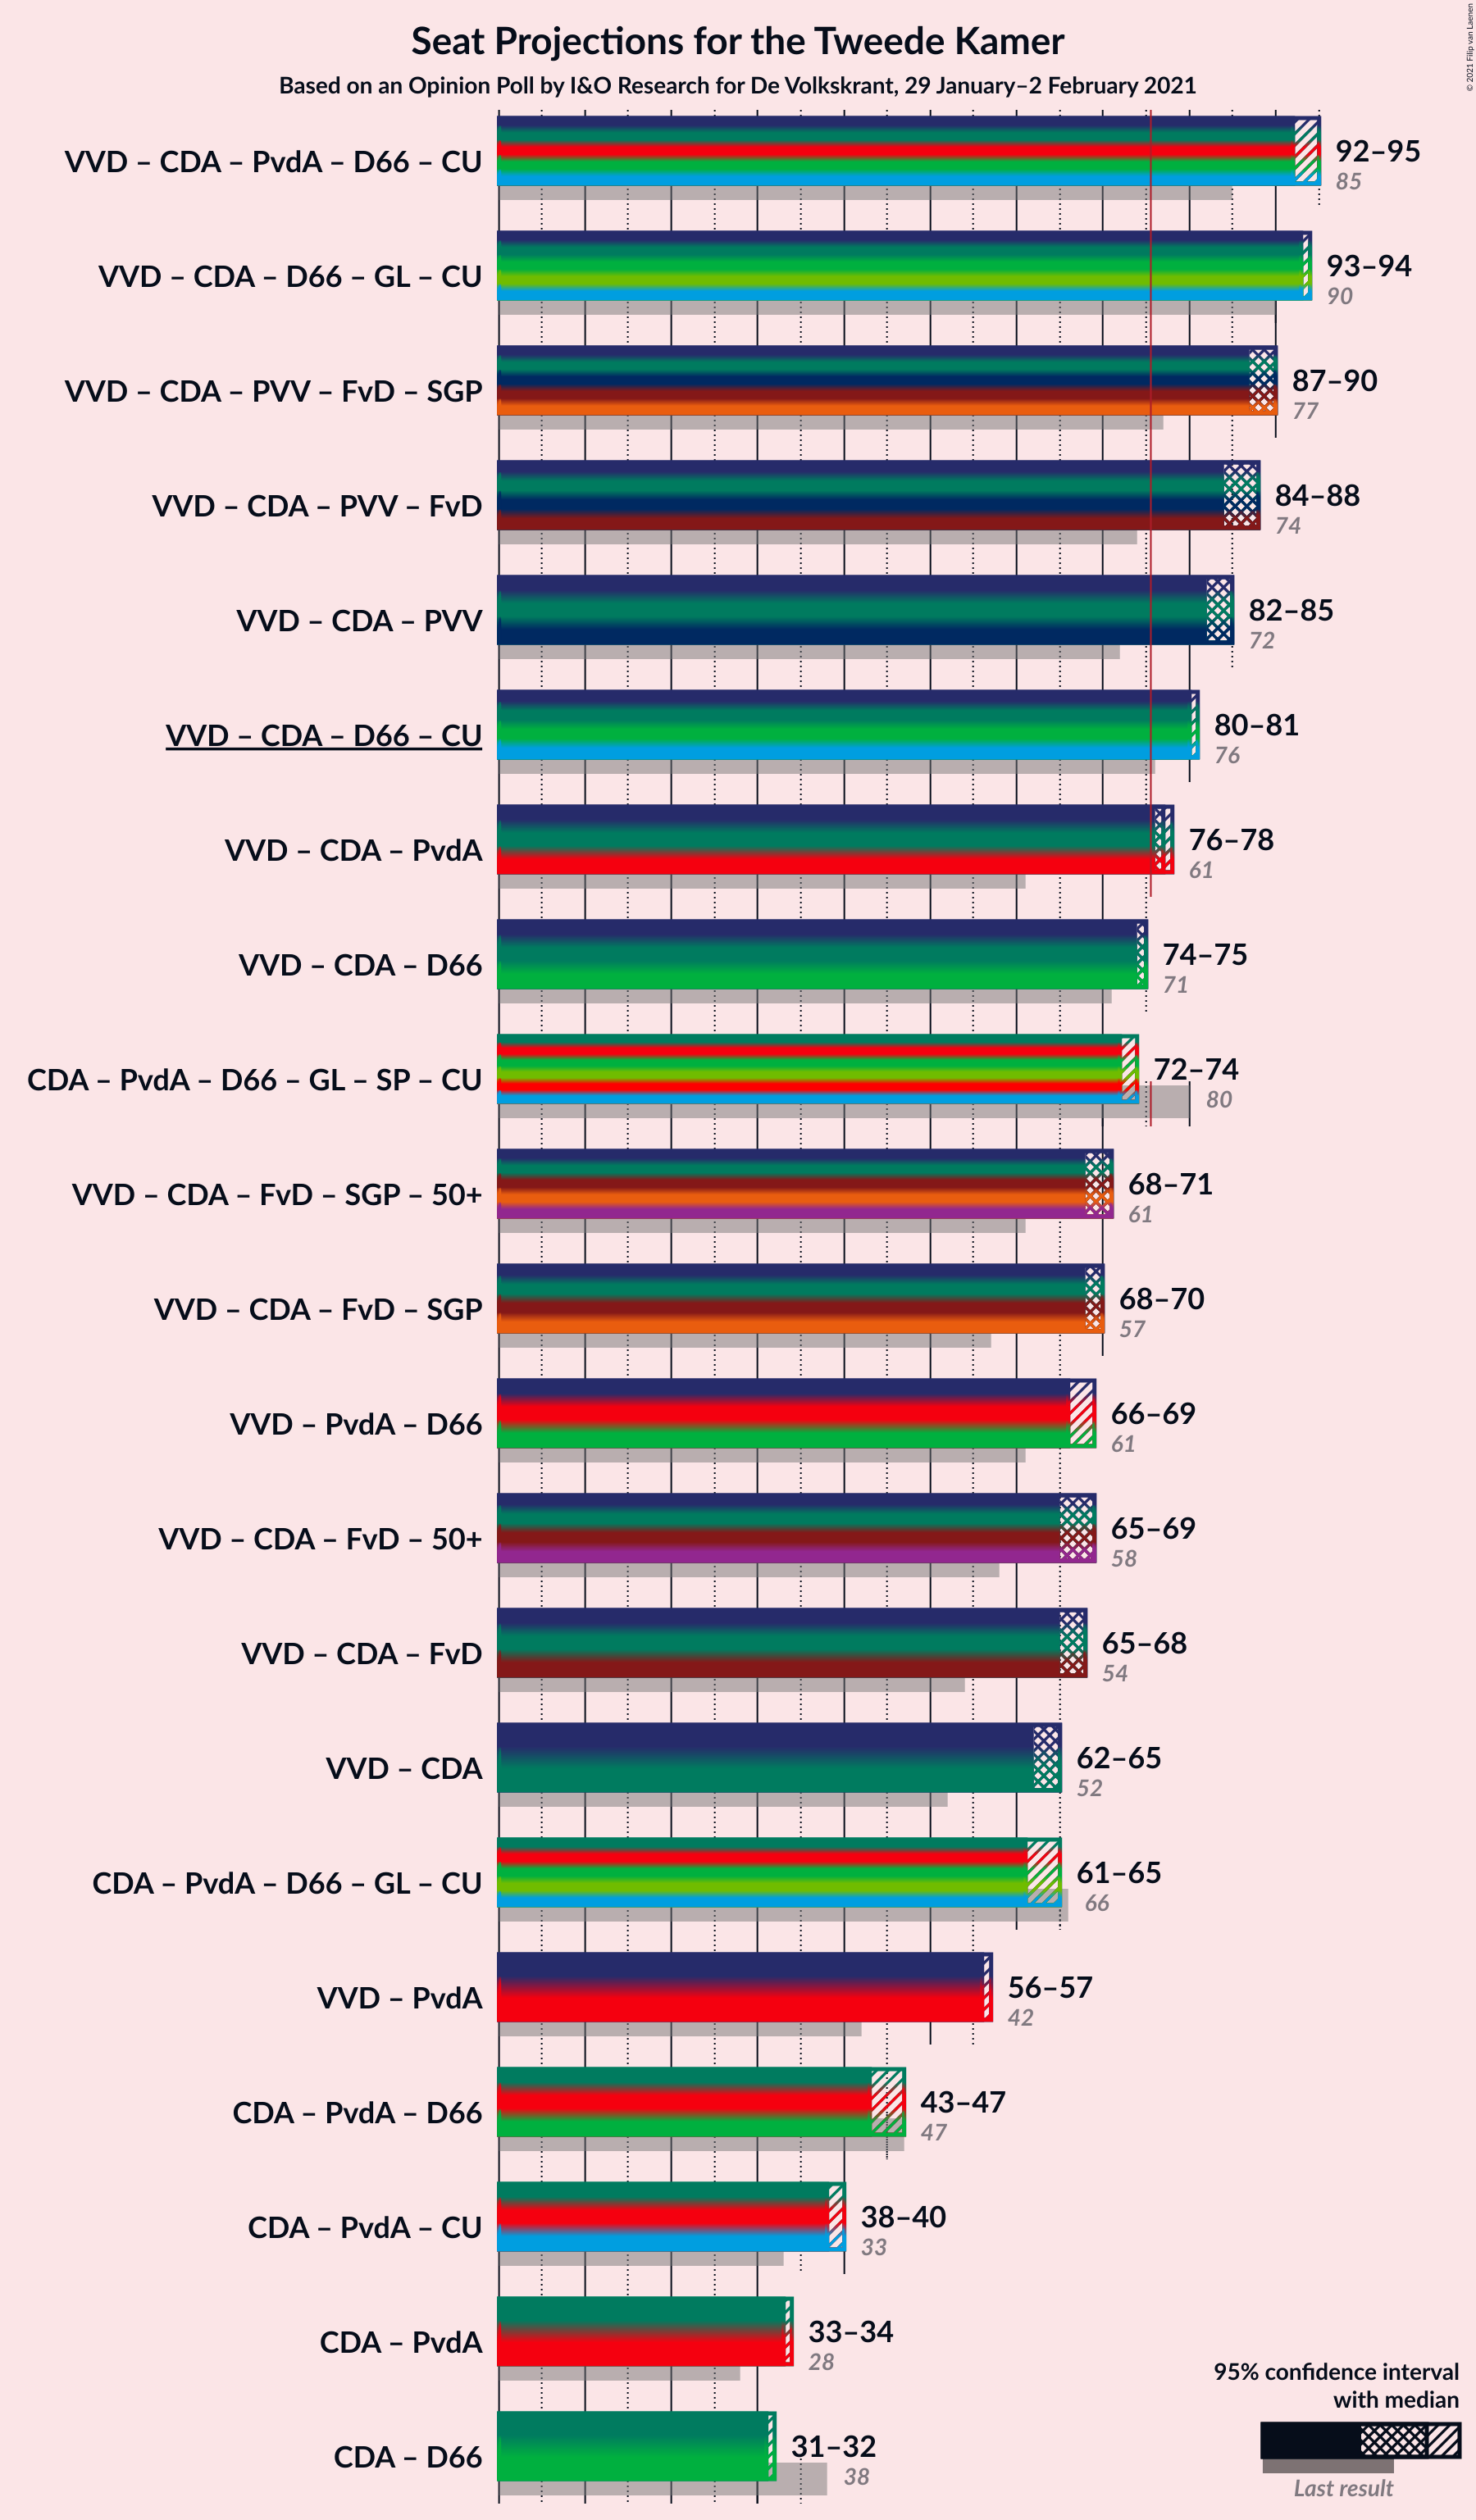 Seat Projections for the Tweede Kamer
Based on an Opinion Poll by I&O Research for De Volkskrant, 29 January–2 February 2021
© 2021 Filip van Laenen
VVD – CDA – PvdA – D66 – CU
92–95
85
VVD – CDA – D66 – GL – CU
93–94
90
VVD – CDA – PVV – FvD – SGP
87–90
77
VVD – CDA – PVV – FvD
84–88
74
VVD – CDA – PVV
82–85
72
VVD – CDA – D66 – CU
80–81
76
VVD – CDA – PvdA
76–78
61
VVD – CDA – D66
74–75
71
CDA – PvdA – D66 – GL – SP – CU
72–74
80
VVD – CDA – FvD – SGP – 50+
68–71
61
VVD – CDA – FvD – SGP
68–70
57
VVD – PvdA – D66
66–69
61
VVD – CDA – FvD – 50+
65–69
58
VVD – CDA – FvD
65–68
54
VVD – CDA
62–65
52
CDA – PvdA – D66 – GL – CU
61–65
66
VVD – PvdA
56–57
42
CDA – PvdA – D66
43–47
47
CDA – PvdA – CU
38–40
33
CDA – PvdA
33–34
28
CDA – D66
31–32
38
95% confidence interval
with median
Last result